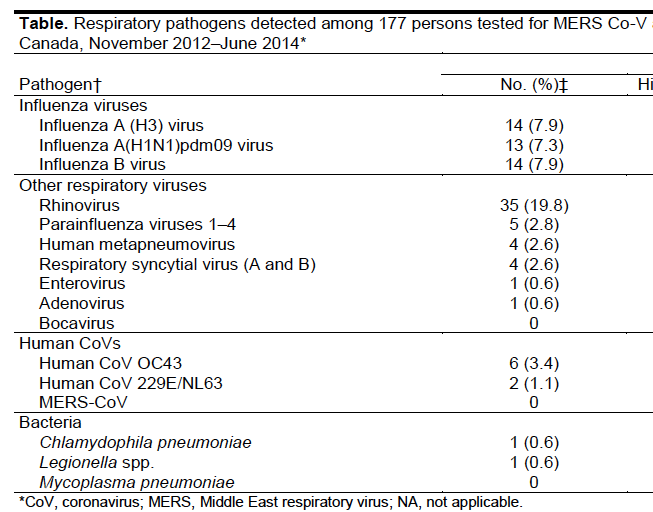 Table. Respiratory pathogens detected among 177 persons tested for MERS Co-V
Canada, November 2012–June 2014*
Pathogen† No. (%)‡ Hi
Influenza viruses
Influenza A (H3) virus 14 (7.9)
Influenza A(H1N1)pdm09 virus 13 (7.3)
Influenza B virus 14 (7.9)
Other respiratory viruses
Rhinovirus 35 (19.8)
Parainfluenza viruses 1–4 5 (2.8)
Human metapneumovirus 4 (2.6)
Respiratory syncytial virus (A and B) 4 (2.6)
Enterovirus 1 (0.6)
Adenovirus 1 (0.6)
Bocavirus 0
Human CoVs
Human CoV OC43 6 (3.4)
Human CoV 229E/NL63 2 (1.1)
MERS-CoV 0
Bacteria
Chlamydophila pneumoniae 1 (0.6)
Legionella spp. 1 (0.6)
Mycoplasma pneumoniae 0
*CoV, coronavirus; MERS, Middle East respiratory virus; NA, not applicable.